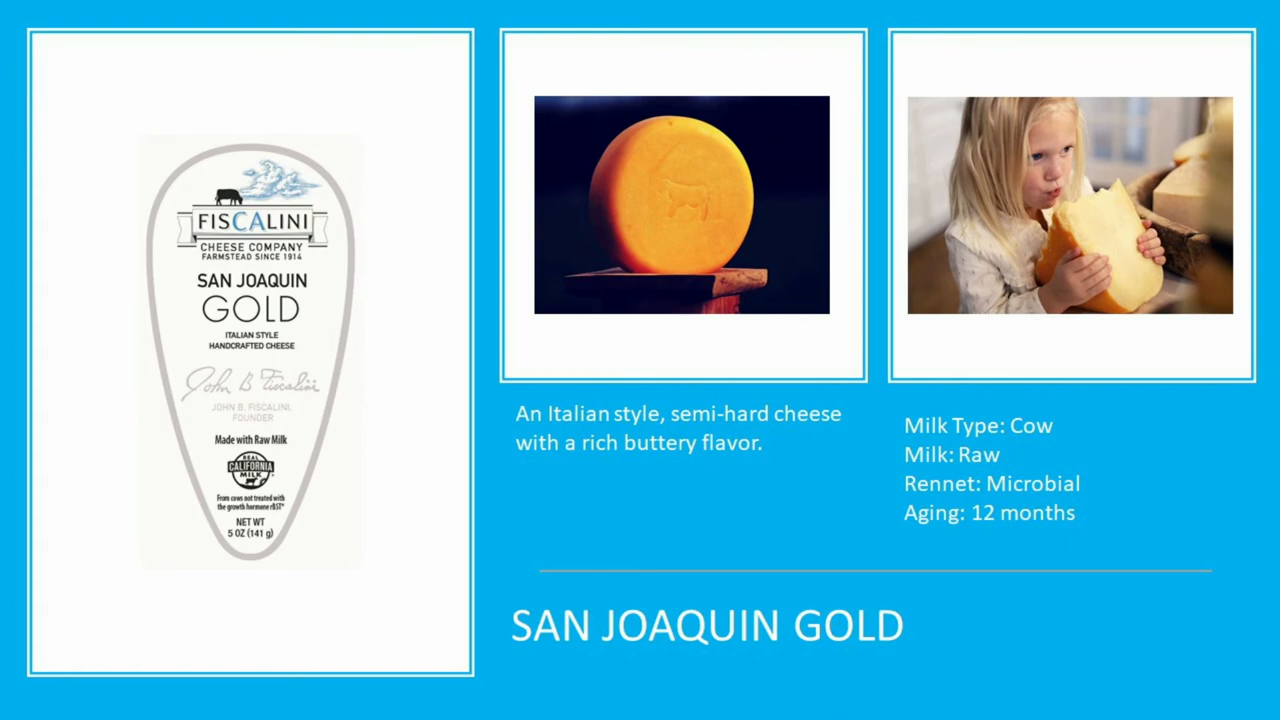 FISCALINI
CHEESE COMPANY
FARMSTEAD SINCE 1914
SAN JOAQUIN
GOLD
ITALIAN STYLE
HANDCRAFTED CHEESE
John B Fiscalini
JOHN B. FISCALINI,
FOUNDER
Made with Raw Milk
REAL
CALIFORNIA
MILK
From cows not treated with
the growth hormone rBST*
NET WT
5 OZ (141 g)
An Italian style, semi-hard cheese
with a rich buttery flavor.
Milk Type: Cow
Milk: Raw
Rennet: Microbial
Aging: 12 months
SAN JOAQUIN GOLD